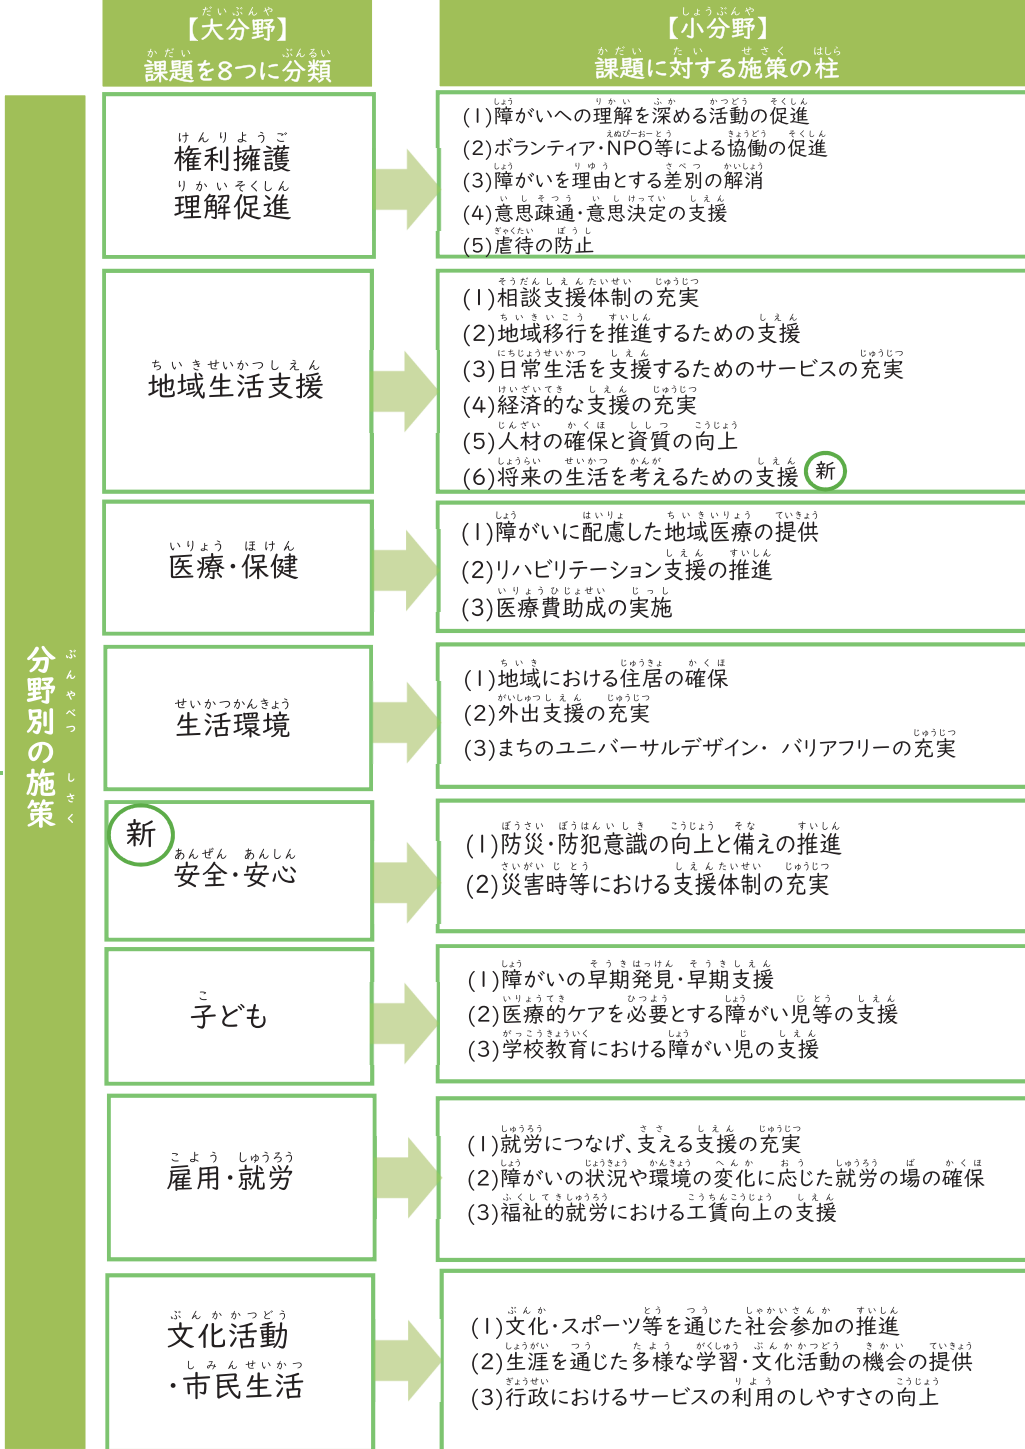 【大分野】
課題を8つに分類
【小分野】
課題に対する施策の柱
分野別の施策
権利擁護
理解促進
(1)障がいへの理解を深める活動の促進
(2)ボランティア・NPO等による協働の促進
(3)障がいを理由とする差別の解消
(4)意思疎通・意思決定の支援
(5)虐待の防止
地域生活支援
(1)相談支援体制の充実
(2)地域移行を推進するための支援
(3)日常生活を支援するためのサービスの充実
(4)経済的な支援の充実
(5)人材の確保と資質の向上
(6)将来の生活を考えるための支援 新
医療・保健
(1)障がいに配慮した地域医療の提供
(2)リハビリテーション支援の推進
(3)医療費助成の実施
生活環境
(1)地域における住居の確保
(2)外出支援の充実
(3)まちのユニバーサルデザイン・ バリアフリーの充実
新
安全・安心
(1)防災・防犯意識の向上と備えの推進
(2)災害時等における支援体制の充実
子ども
(1)障がいの早期発見・早期支援
(2)医療的ケアを必要とする障がい児等の支援
(3)学校教育における障がい児の支援
雇用・就労
(1)就労につなげ、支える支援の充実
(2)障がいの状況や環境の変化に応じた就労の場の確保
(3)福祉的就労における工賃向上の支援
文化活動
・市民生活
(1)文化・スポーツ等を通じた社会参加の推進
(2)生涯を通じた多様な学習・文化活動の機会の提供
(3)行政におけるサービスの利用のしやすさの向上